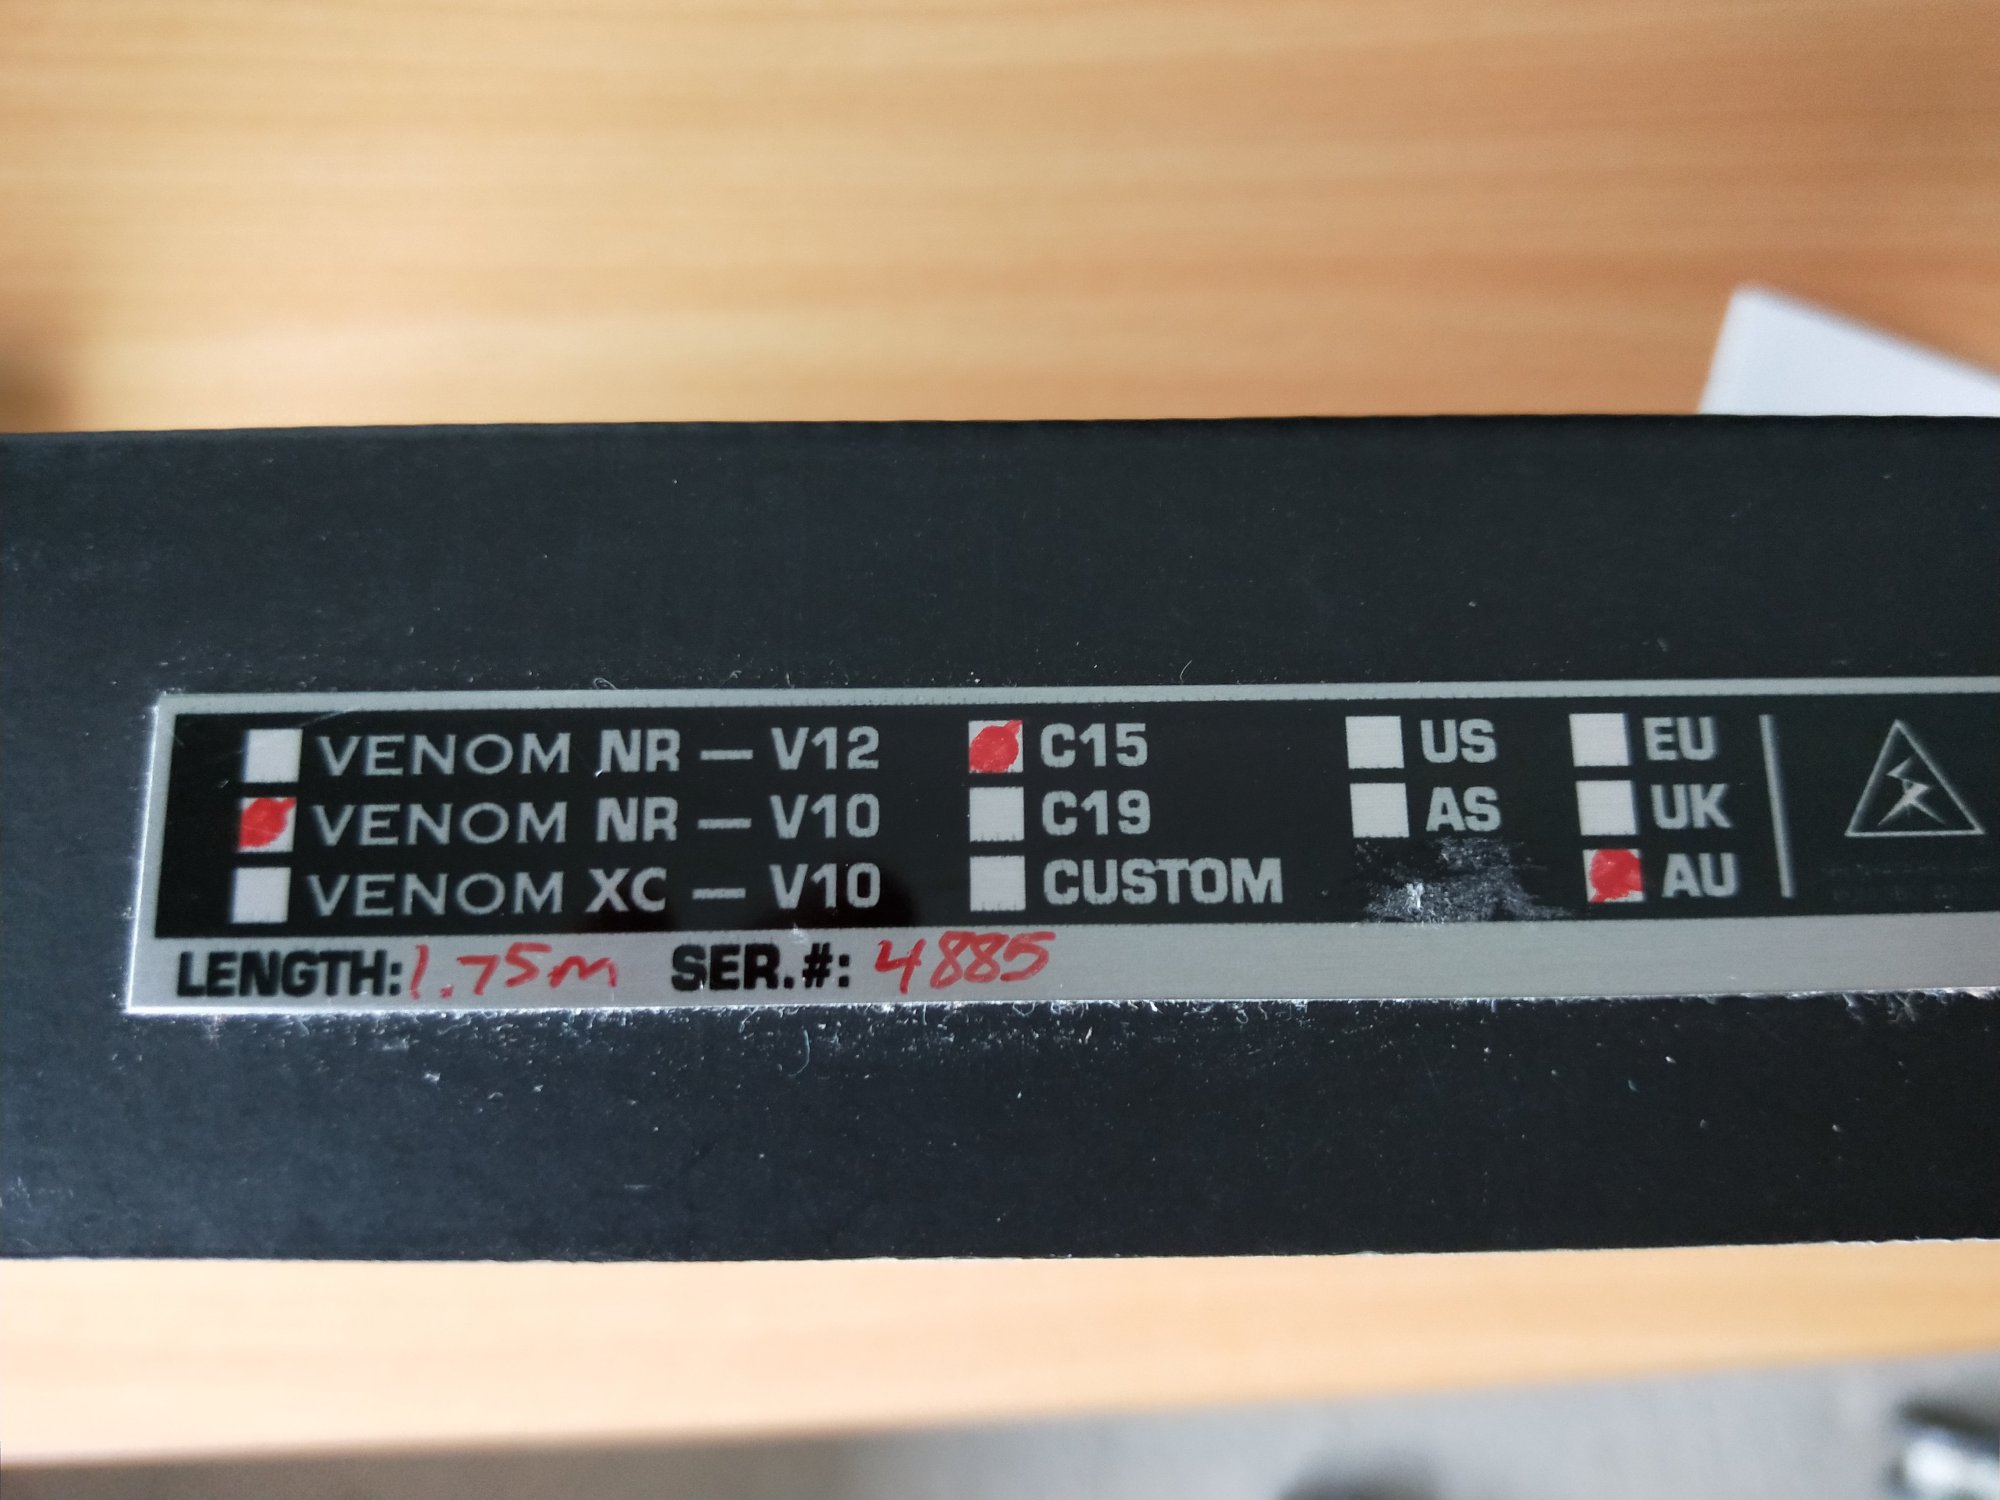 VENOM NR — V12 C15 US EU
VENOM NR — V10 C19 AS UK
VENOM XC — V10 CUSTOM AU
LENGTH: 1.75m SER.#: 4885